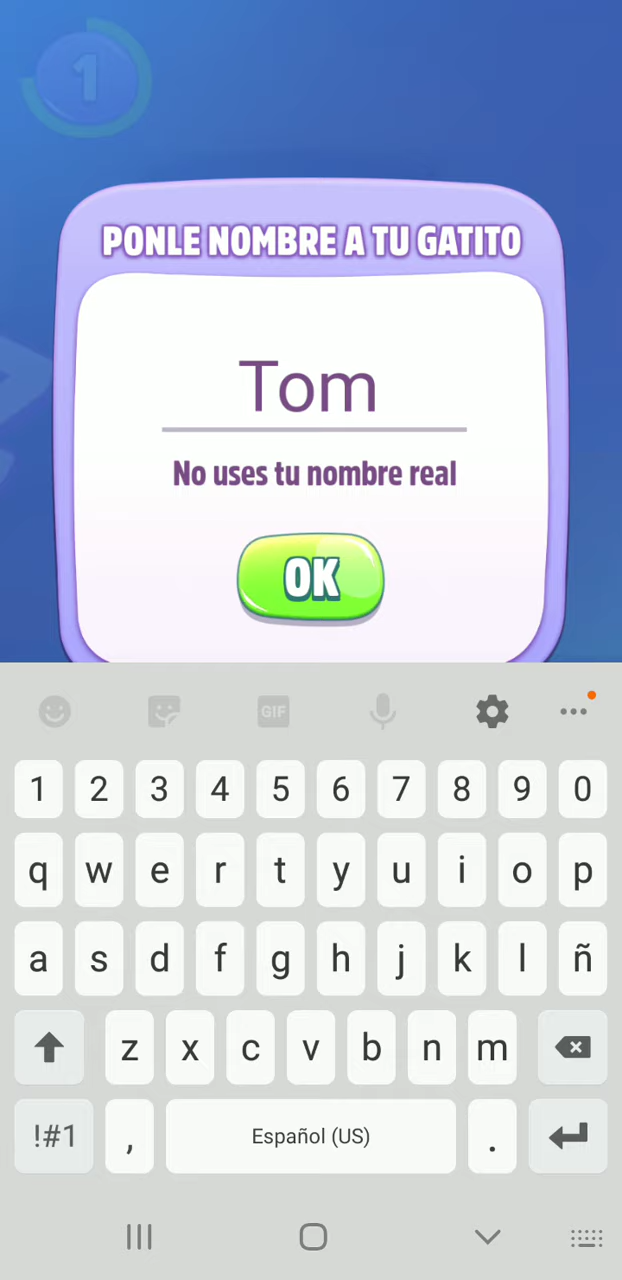 1
PONLE NOMBRE A TU GATITO
Tom
No uses tu nombre real
OK
GIF
1 2 3 4 5 6 7 8 9 0
q w e r t y u i o p
a s d f g h j k l ñ
z x c v b n m
!#1 , Español (US) .